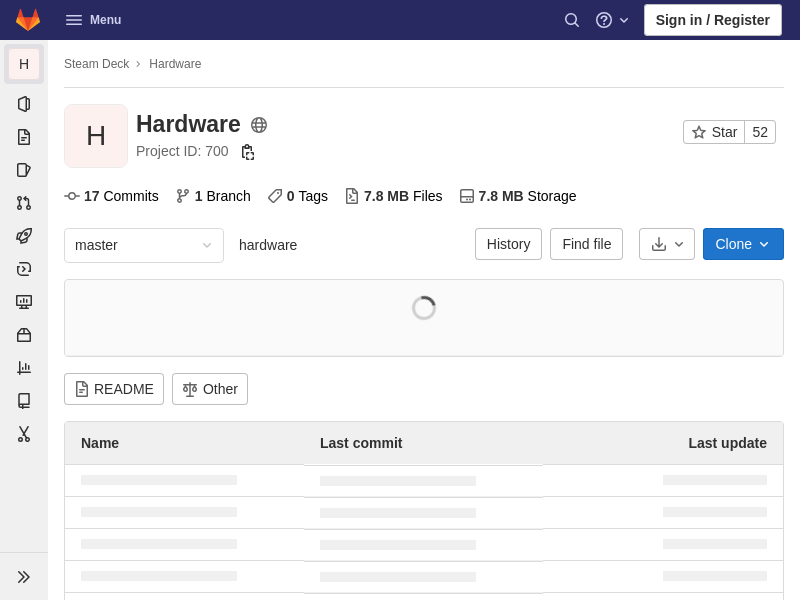 Menu
Sign in / Register
H
Steam Deck › Hardware
H
Hardware
Project ID: 700
Star 52
17 Commits 1 Branch 0 Tags 7.8 MB Files 7.8 MB Storage
master hardware History Find file Clone
README Other
Name Last commit Last update